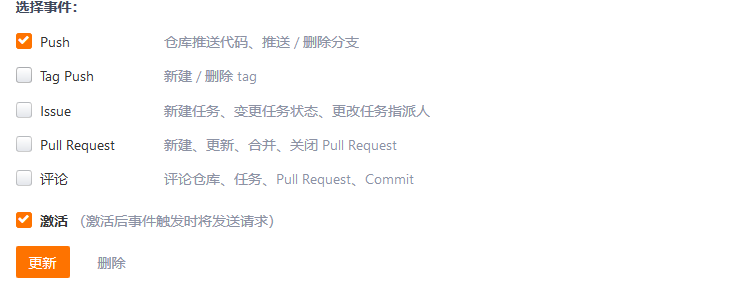 选择事件：
Push 仓库推送代码、推送 / 删除分支
Tag Push 新建 / 删除 tag
Issue 新建任务、变更任务状态、更改任务指派人
Pull Request 新建、更新、合并、关闭 Pull Request
评论 评论仓库、任务、Pull Request、Commit
激活 （激活后事件触发时将发送请求）
更新 删除